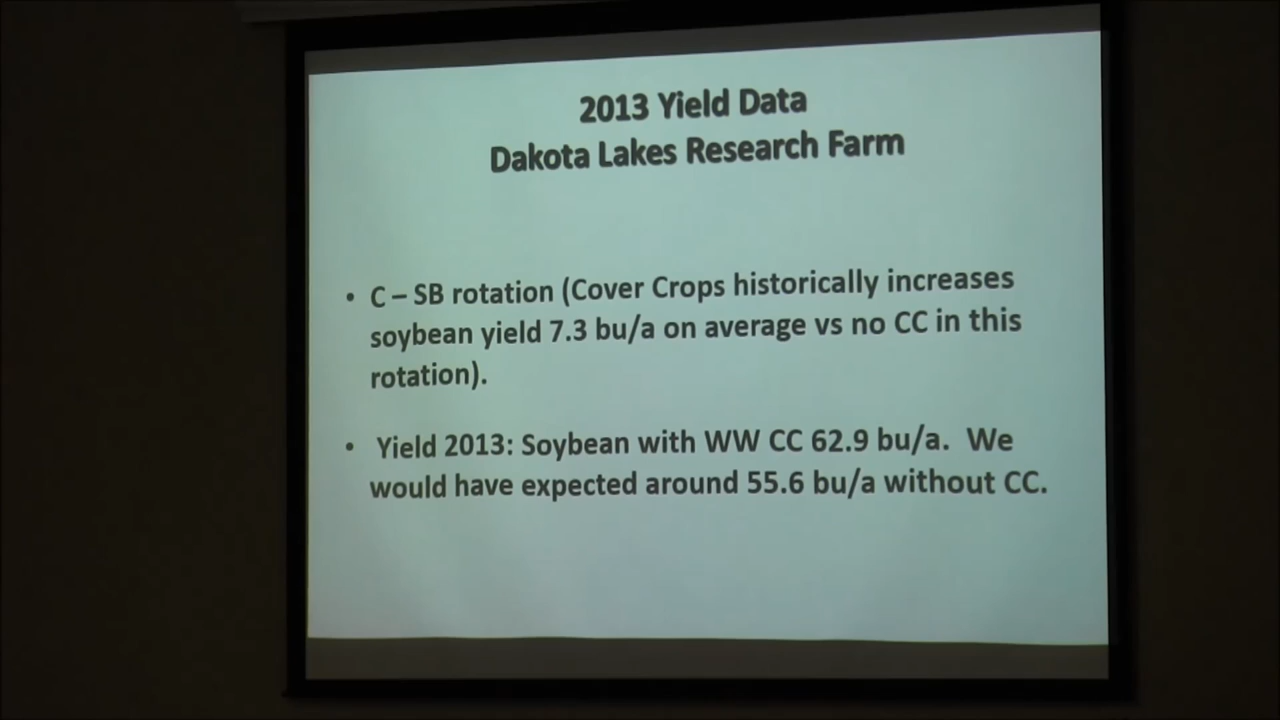 2013 Yield Data
Dakota Lakes Research Farm
• C – SB rotation (Cover Crops historically increases
soybean yield 7.3 bu/a on average vs no CC in this
rotation).
• Yield 2013: Soybean with WW CC 62.9 bu/a. We
would have expected around 55.6 bu/a without CC.